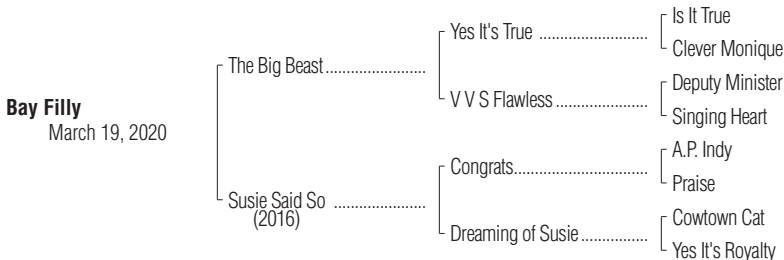 Is It True
Yes It's True ........................
Clever Monique
The Big Beast........................
Deputy Minister
V V S Flawless ....................
Singing Heart
Bay Filly
March 19, 2020
A.P. Indy
Congrats..............................
Praise
Susie Said So ......................
(2016)
Cowtown Cat
Dreaming of Susie ...............
Yes It's Royalty